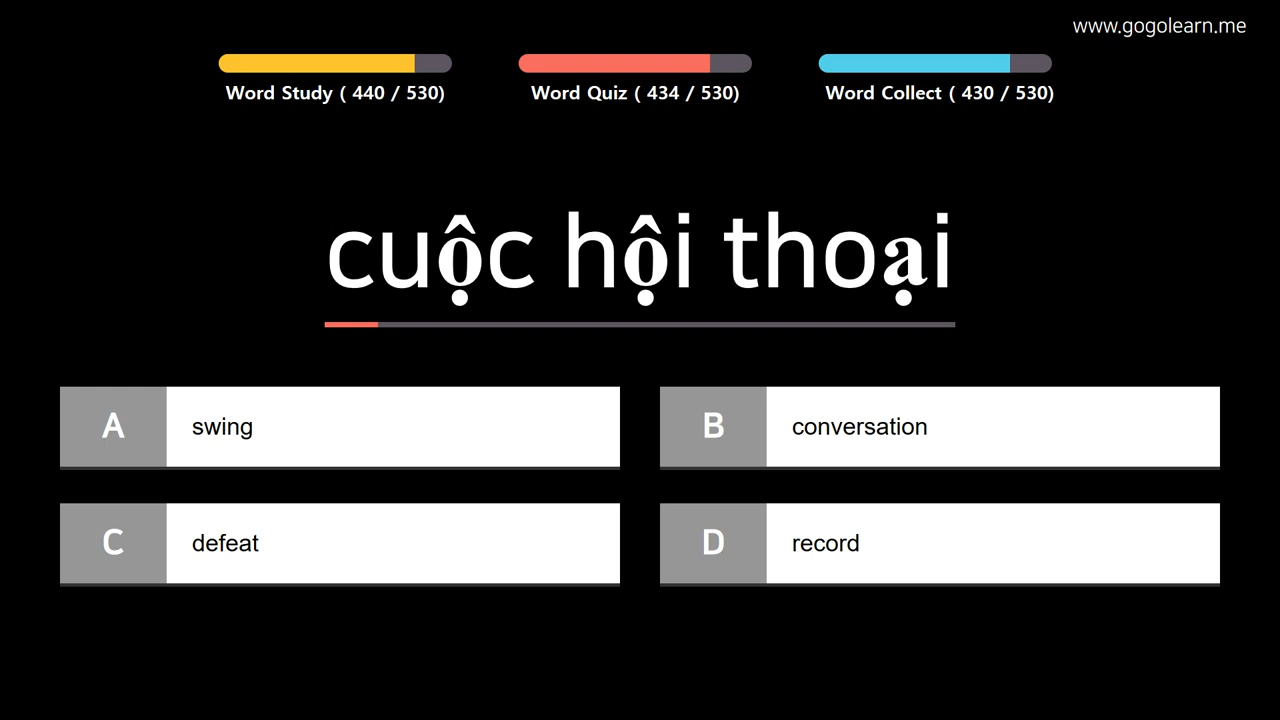 www.gogolearn.me
Word Study ( 440 / 530)
Word Quiz ( 434 / 530)
Word Collect ( 430 / 530)
cuộc hội thoại
A swing
B conversation
C defeat
D record